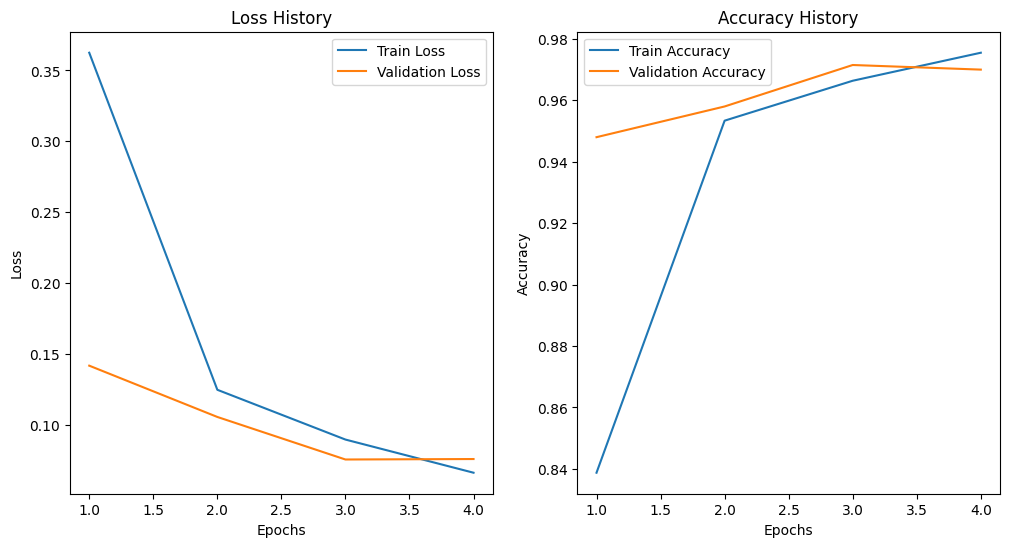 Loss History
Train Loss
Validation Loss
0.35
0.30
0.25
0.20
0.15
0.10
Loss
1.0 1.5 2.0 2.5 3.0 3.5 4.0
Epochs
Accuracy History
Train Accuracy
Validation Accuracy
0.98
0.96
0.94
0.92
0.90
0.88
0.86
0.84
Accuracy
1.0 1.5 2.0 2.5 3.0 3.5 4.0
Epochs